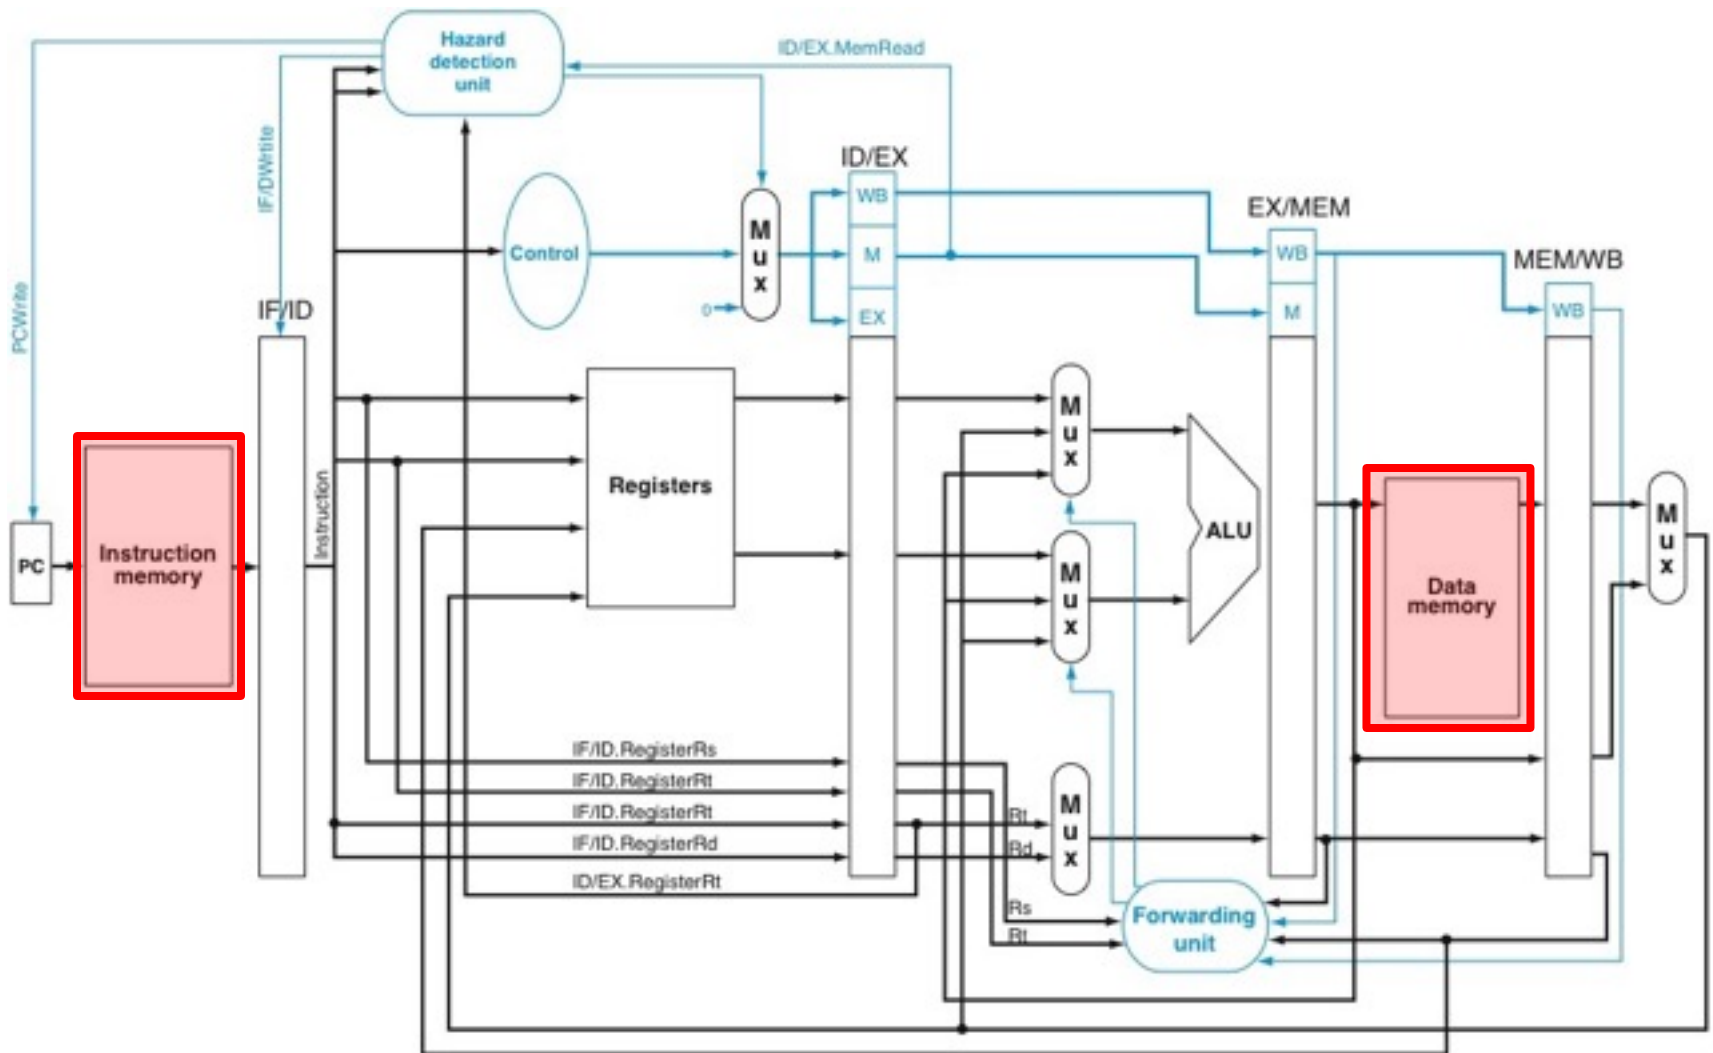 Hazard
detection
unit
ID/EX.MemRead
IF/DWrtite
PCWrite
ID/EX
WB
M
EX
Control
M
u
x
0
EX/MEM
WB
M
MEM/WB
WB
IF/ID
PC
Instruction
memory
Instruction
Registers
M
u
x
M
u
x
ALU
Data
memory
M
u
x
IF/ID.RegisterRs
IF/ID.RegisterRt
IF/ID.RegisterRt
IF/ID.RegisterRd
ID/EX.RegisterRt
Rt
Rd
M
u
x
Rs
Rt
Forwarding
unit